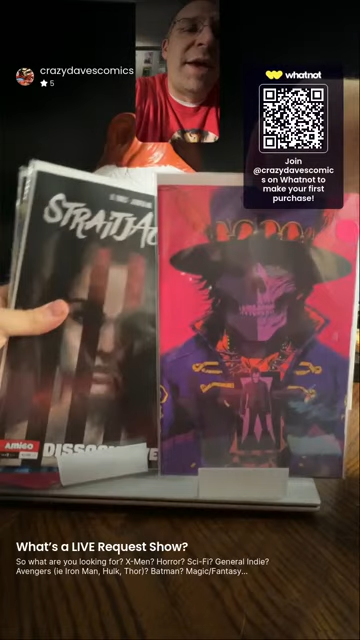 crazydavescomics
★ 5
whatnot
Join
@crazydavescomic
s on Whatnot to
make your first
purchase!
STRAITJA
AMIGO
What's a LIVE Request Show?
So what are you looking for? X-Men? Horror? Sci-Fi? General Indie?
Avengers (ie Iron Man, Hulk, Thor)? Batman? Magic/Fantasy...